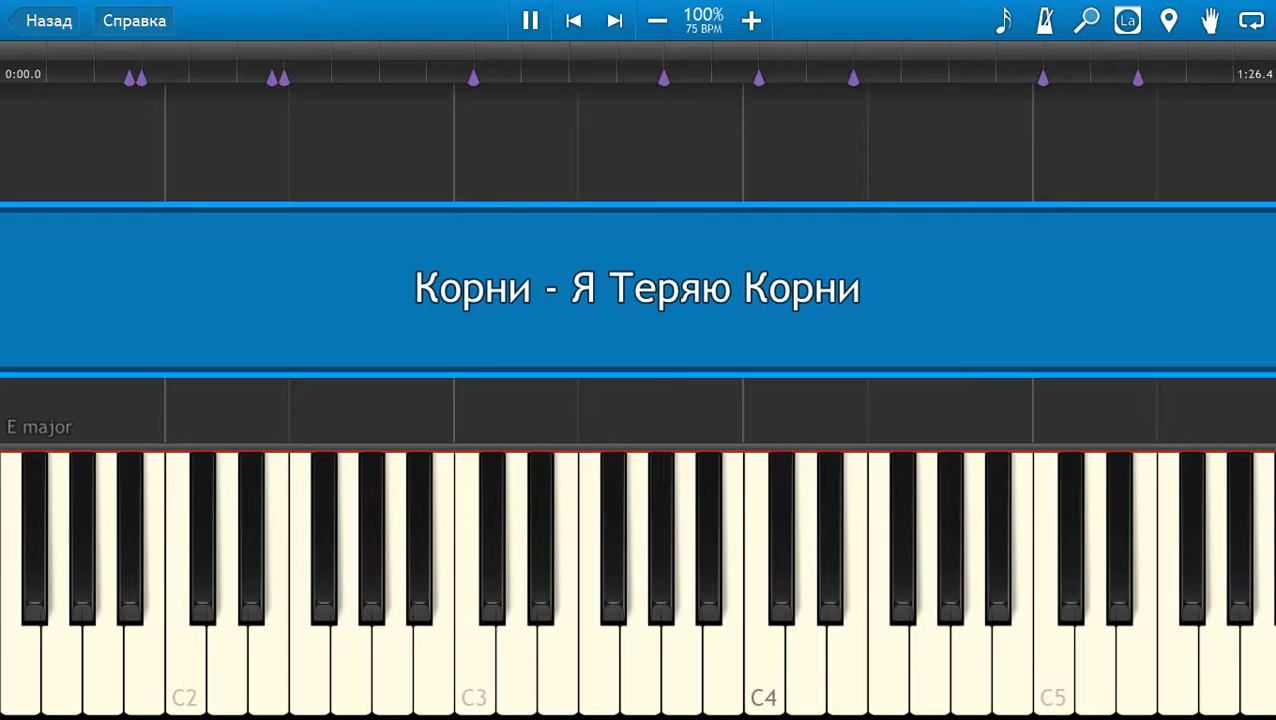 Назад
Справка
100%
75 BPM
La
0:00.0
1:26.4
Корни - Я Теряю Корни
E major
C2
C3
C4
C5